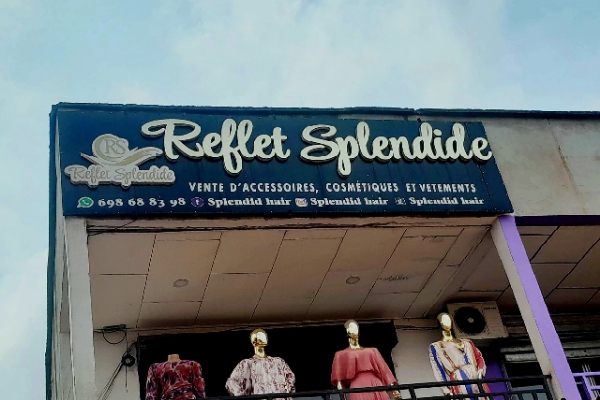 Reflet Splendide
RS
Reflet Splendide
VENTE D'ACCESSOIRES, COSMÉTIQUES ET VETEMENTS
698 68 83 98 Splendid hair Splendid hair Splendid hair